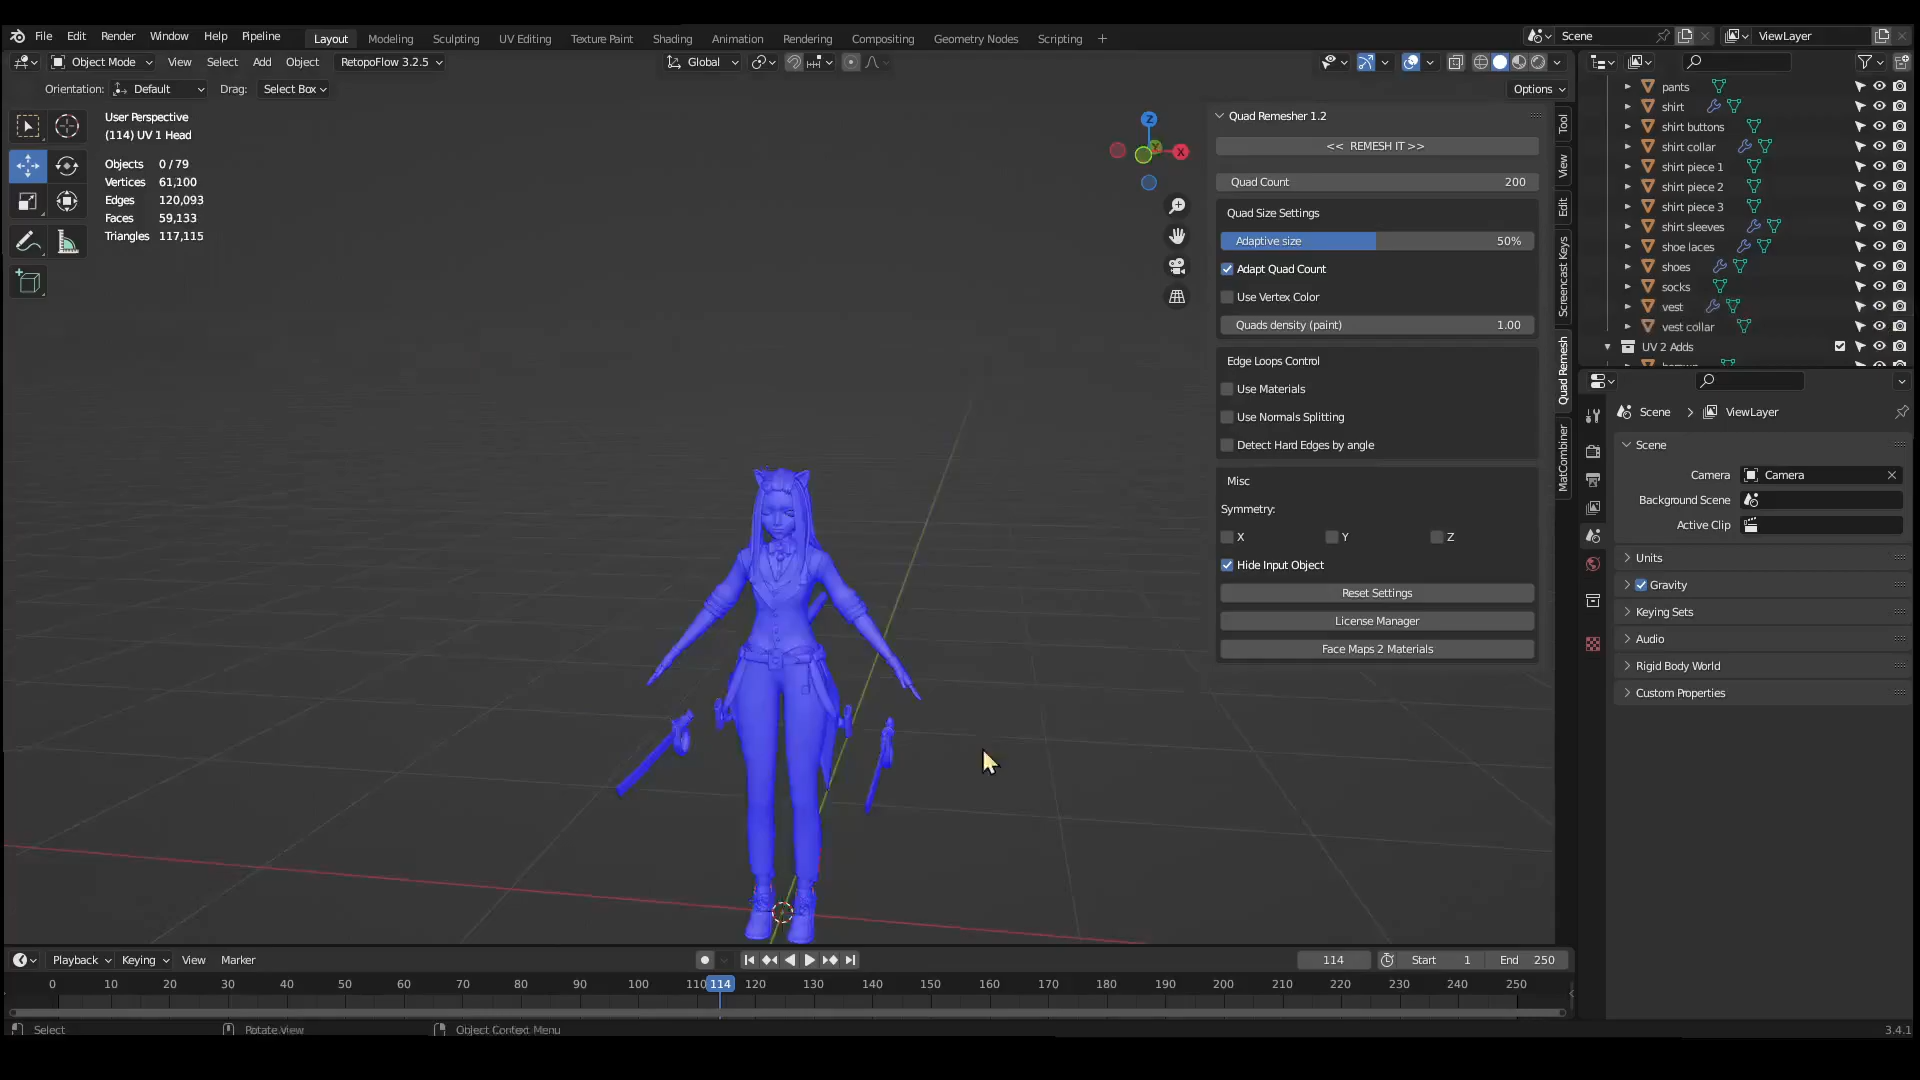 File Edit Render Window Help Pipeline Layout Modeling Sculpting UV Editing Texture Paint Shading Animation Rendering Compositing Geometry Nodes Scripting + Scene ViewLayer
Object Mode View Select Add Object RetopoFlow 3.2.5 Global
Orientation: Default Drag: Select Box Options
User Perspective
(114) UV 1 Head
Objects 0 / 79
Vertices 61,100
Edges 120,093
Faces 59,133
Triangles 117,115
Z
X
Quad Remesher 1.2
<< REMESH IT >>
Quad Count 200
Quad Size Settings
Adaptive size 50%
Adapt Quad Count
Use Vertex Color
Quads density (paint) 1.00
Edge Loops Control
Use Materials
Use Normals Splitting
Detect Hard Edges by angle
Misc
Symmetry:
X Y Z
Hide Input Object
Reset Settings
License Manager
Face Maps 2 Materials
Tool
View
Edit
Screencast Keys
Quad Remesh
MatCombiner
pants
shirt
shirt buttons
shirt collar
shirt piece 1
shirt piece 2
shirt piece 3
shirt sleeves
shoe laces
shoes
socks
vest
vest collar
UV 2 Adds
Scene > ViewLayer
Scene
Camera Camera
Background Scene
Active Clip
Units
Gravity
Keying Sets
Audio
Rigid Body World
Custom Properties
Playback Keying View Marker 114 Start 1 End 250
0 10 20 30 40 50 60 70 80 90 100 110 114 120 130 140 150 160 170 180 190 200 210 220 230 240 250
Select Rotate View Object Context Menu 3.4.1